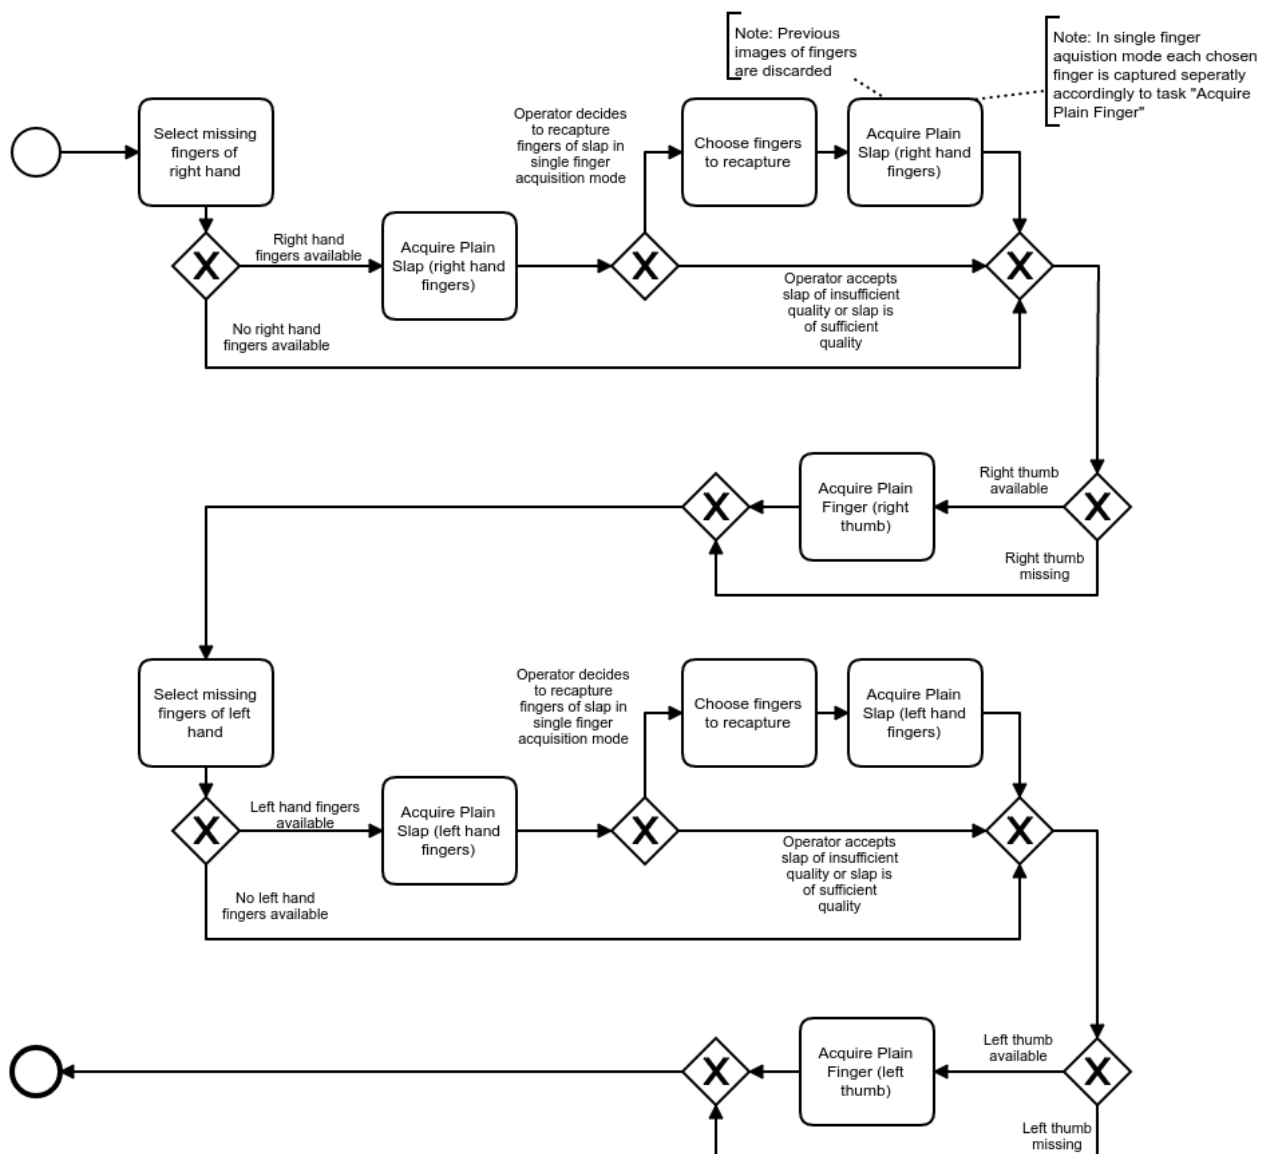 Note: Previous
images of fingers
are discarded
Note: In single finger
aquistion mode each chosen
finger is captured seperatly
accordingly to task "Acquire
Plain Finger"
Select missing
fingers of
right hand
Operator decides
to recapture
fingers of slap in
single finger
acquisition mode
Choose fingers
to recapture
Acquire Plain
Slap (right hand
fingers)
X
Right hand
fingers available
Acquire Plain
Slap (right hand
fingers)
X
Operator accepts
slap of insufficient
quality or slap is
of sufficient
quality
X
No right hand
fingers available
X
Acquire Plain
Finger (right
thumb)
Right thumb
available
X
Right thumb
missing
Select missing
fingers of left
hand
Operator decides
to recapture
fingers of slap in
single finger
acquisition mode
Choose fingers
to recapture
Acquire Plain
Slap (left hand
fingers)
X
Left hand fingers
available
Acquire Plain
Slap (left hand
fingers)
X
Operator accepts
slap of insufficient
quality or slap is
of sufficient
quality
X
No left hand
fingers available
X
Acquire Plain
Finger (left
thumb)
Left thumb
available
X
Left thumb
missing